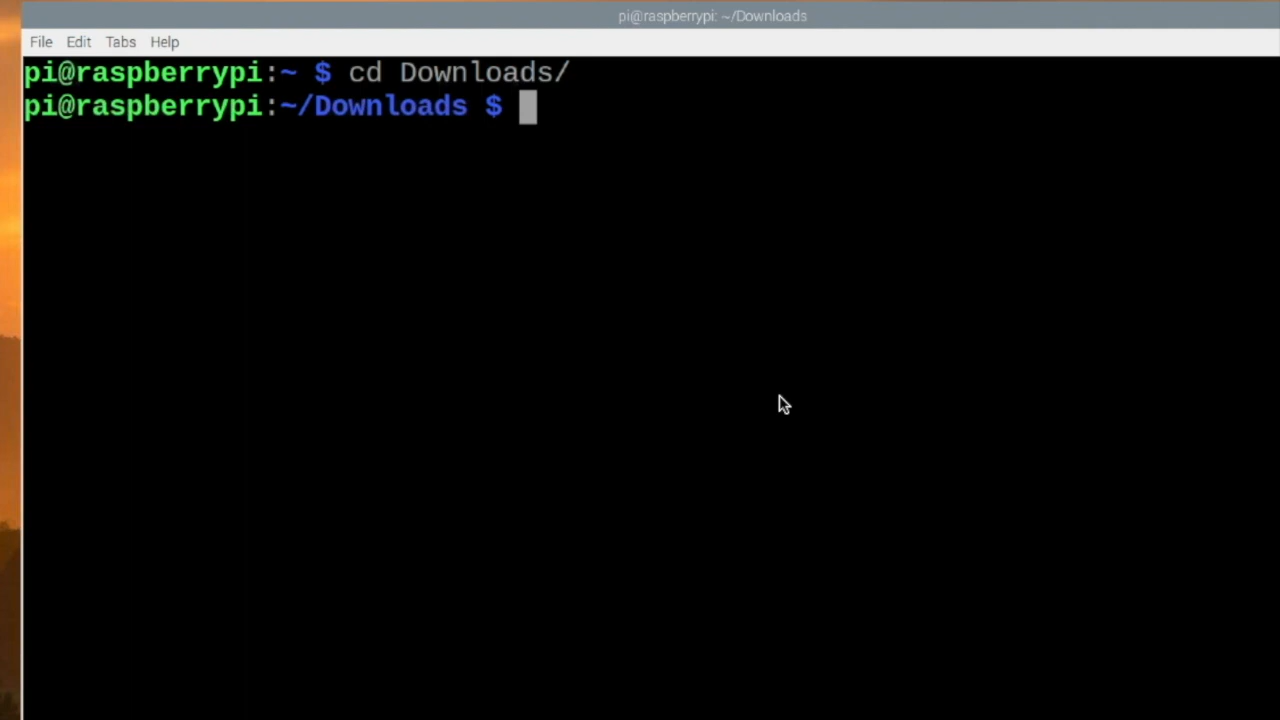 pi@raspberrypi: ~/Downloads
File Edit Tabs Help
pi@raspberrypi:~ $ cd Downloads/
pi@raspberrypi:~/Downloads $